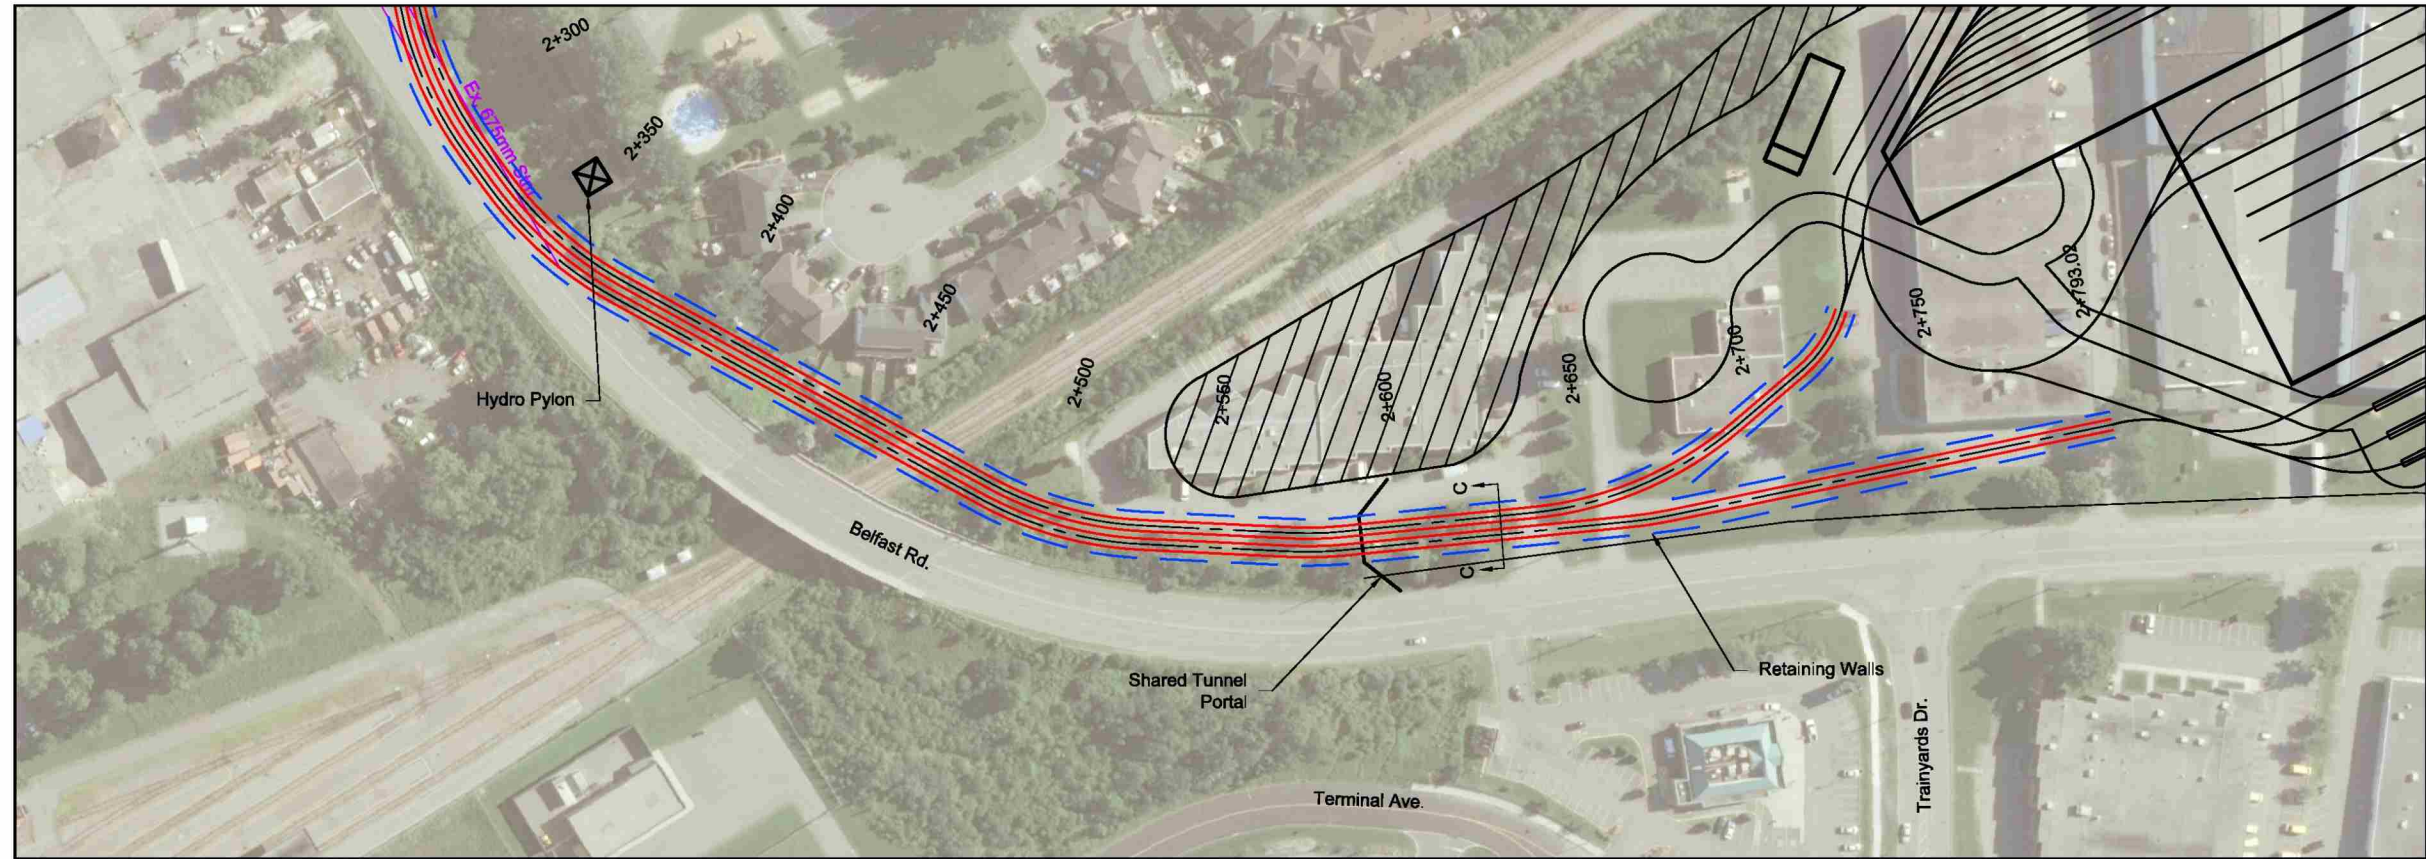 2+300
Ex. 675mm Stm
2+350
2+400
2+450
2+500
2+550
2+600
2+650
2+700
2+750
2+793.02
Hydro Pylon
Belfast Rd.
C
C
Shared Tunnel
Portal
Retaining Walls
Terminal Ave.
Trainyards Dr.